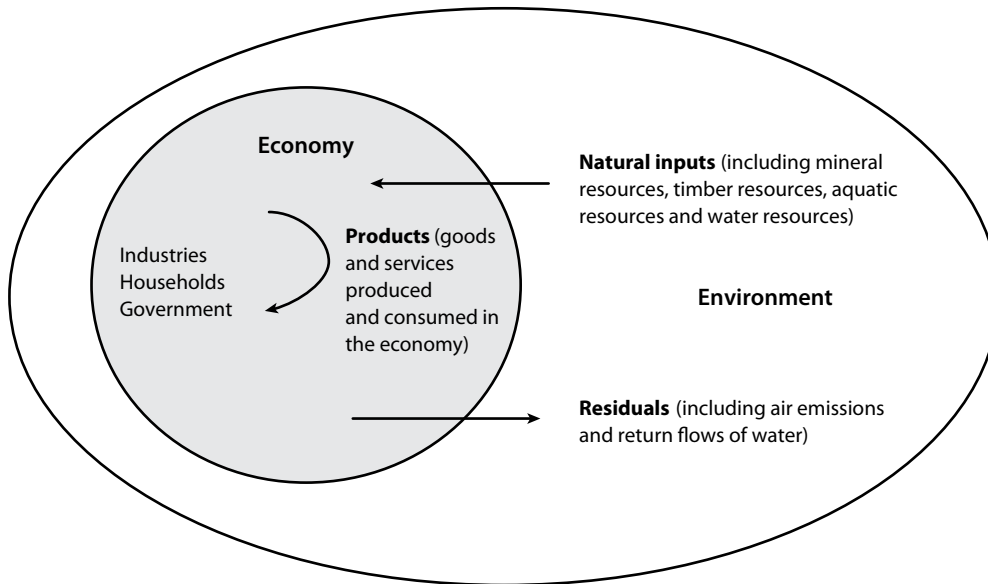 Economy
Natural inputs (including mineral
resources, timber resources, aquatic
resources and water resources)
Industries
Households
Government
Products (goods
and services
produced
and consumed in
the economy)
Environment
Residuals (including air emissions
and return flows of water)